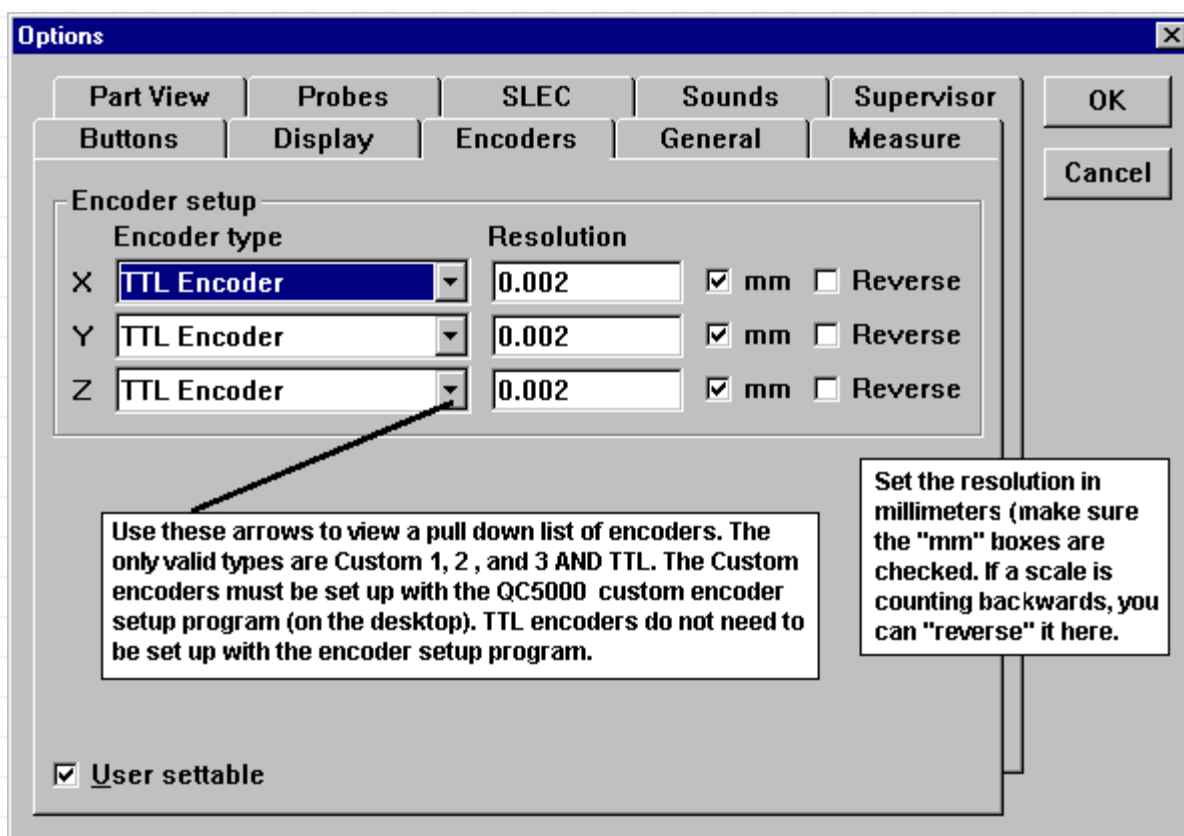 Options
Part View Probes SLEC Sounds Supervisor
Buttons Display Encoders General Measure
OK
Cancel
Encoder setup
Encoder type Resolution
X TTL Encoder 0.002 mm Reverse
Y TTL Encoder 0.002 mm Reverse
Z TTL Encoder 0.002 mm Reverse
Use these arrows to view a pull down list of encoders. The
only valid types are Custom 1, 2 , and 3 AND TTL. The Custom
encoders must be set up with the QC5000 custom encoder
setup program (on the desktop). TTL encoders do not need to
be set up with the encoder setup program.
Set the resolution in
millimeters (make sure
the "mm" boxes are
checked. If a scale is
counting backwards, you
can "reverse" it here.
User settable